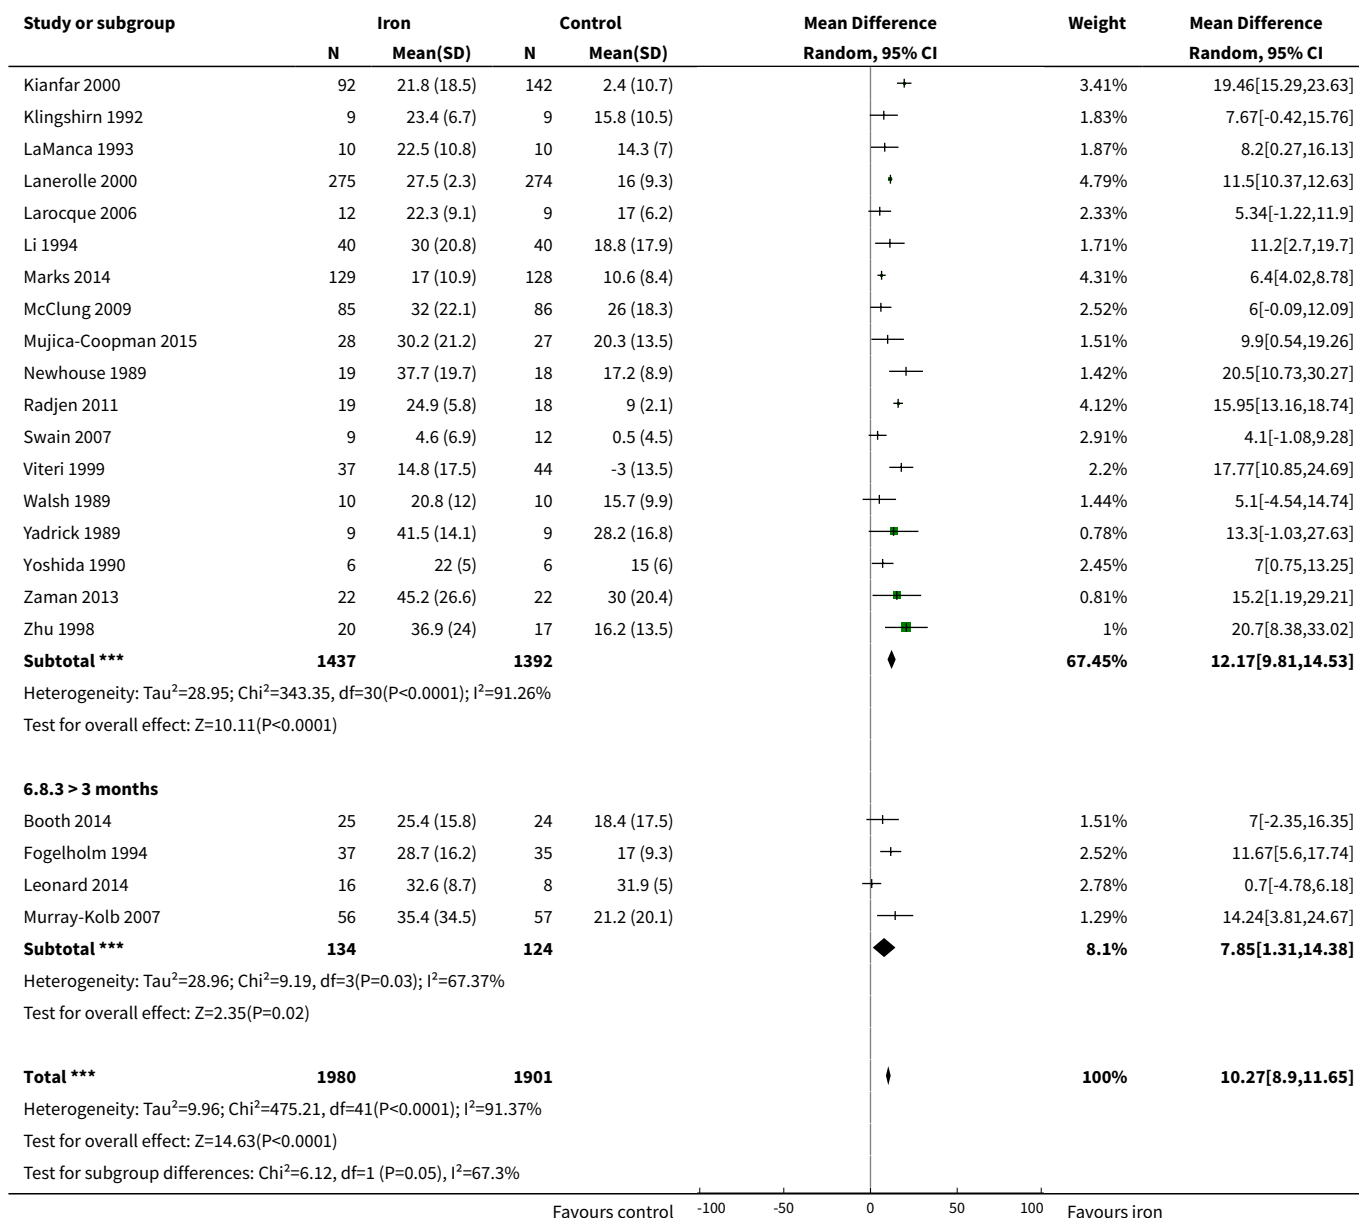 Study or subgroup Iron Control Mean Difference Weight Mean Difference
N Mean(SD) N Mean(SD) Random, 95% CI Random, 95% CI
Kianfar 2000 92 21.8 (18.5) 142 2.4 (10.7) 3.41% 19.46[15.29,23.63]
Klingshirn 1992 9 23.4 (6.7) 9 15.8 (10.5) 1.83% 7.67[-0.42,15.76]
LaManca 1993 10 22.5 (10.8) 10 14.3 (7) 1.87% 8.2[0.27,16.13]
Lanerolle 2000 275 27.5 (2.3) 274 16 (9.3) 4.79% 11.5[10.37,12.63]
Larocque 2006 12 22.3 (9.1) 9 17 (6.2) 2.33% 5.34[-1.22,11.9]
Li 1994 40 30 (20.8) 40 18.8 (17.9) 1.71% 11.2[2.7,19.7]
Marks 2014 129 17 (10.9) 128 10.6 (8.4) 4.31% 6.4[4.02,8.78]
McClung 2009 85 32 (22.1) 86 26 (18.3) 2.52% 6[-0.09,12.09]
Mujica-Coopman 2015 28 30.2 (21.2) 27 20.3 (13.5) 1.51% 9.9[0.54,19.26]
Newhouse 1989 19 37.7 (19.7) 18 17.2 (8.9) 1.42% 20.5[10.73,30.27]
Radjen 2011 19 24.9 (5.8) 18 9 (2.1) 4.12% 15.95[13.16,18.74]
Swain 2007 9 4.6 (6.9) 12 0.5 (4.5) 2.91% 4.1[-1.08,9.28]
Viteri 1999 37 14.8 (17.5) 44 -3 (13.5) 2.2% 17.77[10.85,24.69]
Walsh 1989 10 20.8 (12) 10 15.7 (9.9) 1.44% 5.1[-4.54,14.74]
Yadrick 1989 9 41.5 (14.1) 9 28.2 (16.8) 0.78% 13.3[-1.03,27.63]
Yoshida 1990 6 22 (5) 6 15 (6) 2.45% 7[0.75,13.25]
Zaman 2013 22 45.2 (26.6) 22 30 (20.4) 0.81% 15.2[1.19,29.21]
Zhu 1998 20 36.9 (24) 17 16.2 (13.5) 1% 20.7[8.38,33.02]
Subtotal *** 1437 1392 67.45% 12.17[9.81,14.53]
Heterogeneity: Tau²=28.95; Chi²=343.35, df=30(P<0.0001); I²=91.26%
Test for overall effect: Z=10.11(P<0.0001)
6.8.3 > 3 months
Booth 2014 25 25.4 (15.8) 24 18.4 (17.5) 1.51% 7[-2.35,16.35]
Fogelholm 1994 37 28.7 (16.2) 35 17 (9.3) 2.52% 11.67[5.6,17.74]
Leonard 2014 16 32.6 (8.7) 8 31.9 (5) 2.78% 0.7[-4.78,6.18]
Murray-Kolb 2007 56 35.4 (34.5) 57 21.2 (20.1) 1.29% 14.24[3.81,24.67]
Subtotal *** 134 124 8.1% 7.85[1.31,14.38]
Heterogeneity: Tau²=28.96; Chi²=9.19, df=3(P=0.03); I²=67.37%
Test for overall effect: Z=2.35(P=0.02)
Total *** 1980 1901 100% 10.27[8.9,11.65]
Heterogeneity: Tau²=9.96; Chi²=475.21, df=41(P<0.0001); I²=91.37%
Test for overall effect: Z=14.63(P<0.0001)
Test for subgroup differences: Chi²=6.12, df=1 (P=0.05), I²=67.3%
Favours control -100 -50 0 50 100 Favours iron